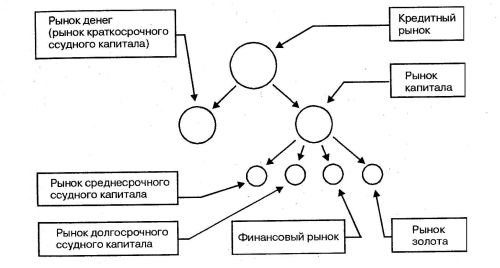 Рынок денег
(рынок краткосрочного
ссудного капитала)
Кредитный
рынок
Рынок
капитала
Рынок среднесрочного
ссудного капитала
Рынок долгосрочного
ссудного капитала
Финансовый рынок
Рынок
золота